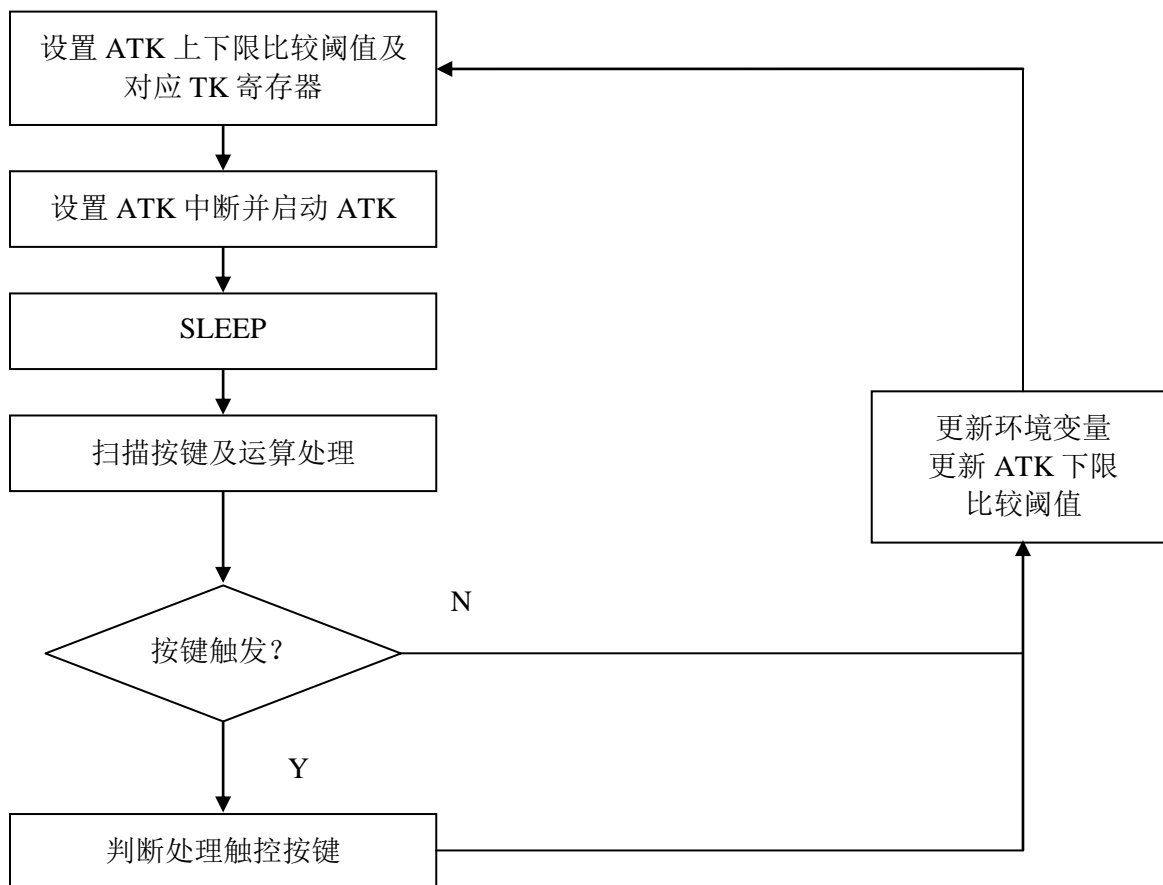 设置 ATK 上下限比较阈值及
对应 TK 寄存器
设置 ATK 中断并启动 ATK
SLEEP
扫描按键及运算处理
更新环境变量
更新 ATK 下限
比较阈值
N
按键触发？
Y
判断处理触控按键